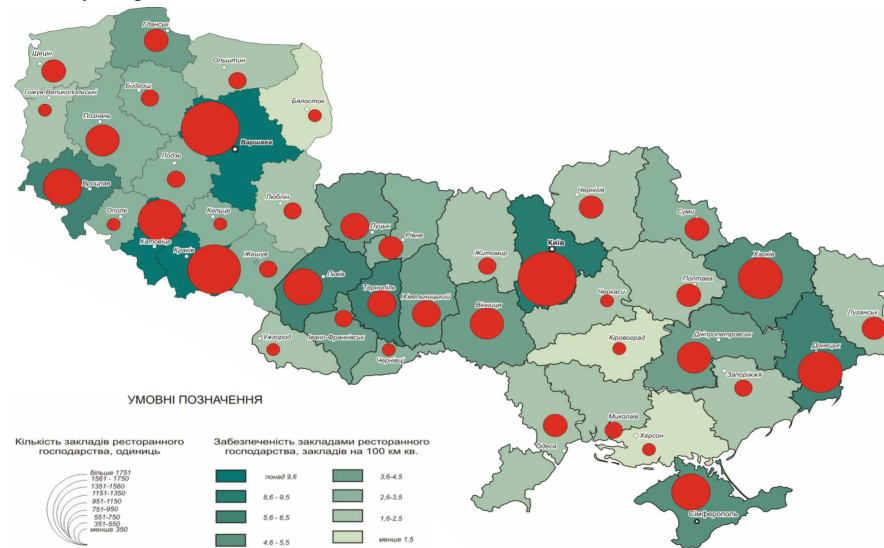 Гданськ
Щецін
Ольштин
Гожув-Великопольські
Бидгощ
Бялосток
Познань
Варшава
Лодзь
Вроцлав
Люблін
Ополе
Кельце
Катовіце
Краків
Жешув
Луцьк
Рівне
Львів
Тернопіль
Хмельницький
Ужгород
Івано-Франківськ
Чернівці
Житомир
Київ
Чернігів
Суми
Вінниця
Черкаси
Полтава
Харків
Луганськ
Кіровоград
Дніпропетровськ
Донецьк
Запоріжжя
Миколаїв
Одеса
Херсон
Сімферополь
УМОВНІ ПОЗНАЧЕННЯ
Кількість закладів ресторанного
господарства, одиниць
більше 1751
1561 - 1750
1351-1560
1151-1350
951-1150
751-950
551-750
351-550
менше 350
Забезпеченість закладами ресторанного
господарства, закладів на 100 км кв.
понад 9,6
8,6 - 9,5
5,6 - 6,5
4,6 - 5,5
3,6-4,5
2,6-3,5
1,6-2,5
менш 1,5